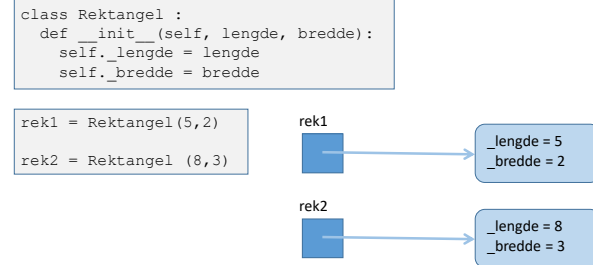 class Rektangel :
  def __init__(self, lengde, bredde):
    self._lengde = lengde
    self._bredde = bredde
rek1 = Rektangel(5,2)
rek2 = Rektangel (8,3)
rek1
_lengde = 5
_bredde = 2
rek2
_lengde = 8
_bredde = 3